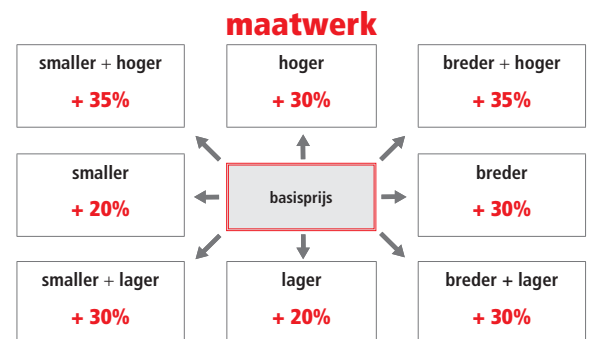 maatwerk
smaller + hoger
+ 35%
hoger
+ 30%
breder + hoger
+ 35%
smaller
+ 20%
basisprijs
breder
+ 30%
smaller + lager
+ 30%
lager
+ 20%
breder + lager
+ 30%